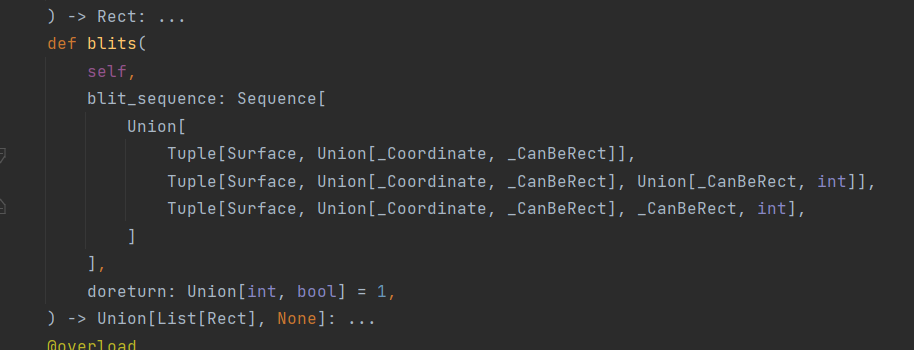 ) -> Rect: ...
def blits(
self,
blit_sequence: Sequence[
Union[
Tuple[Surface, Union[_Coordinate, _CanBeRect]],
Tuple[Surface, Union[_Coordinate, _CanBeRect], Union[_CanBeRect, int]],
Tuple[Surface, Union[_Coordinate, _CanBeRect], _CanBeRect, int],
]
],
doreturn: Union[int, bool] = 1,
) -> Union[List[Rect], None]: ...
@overload